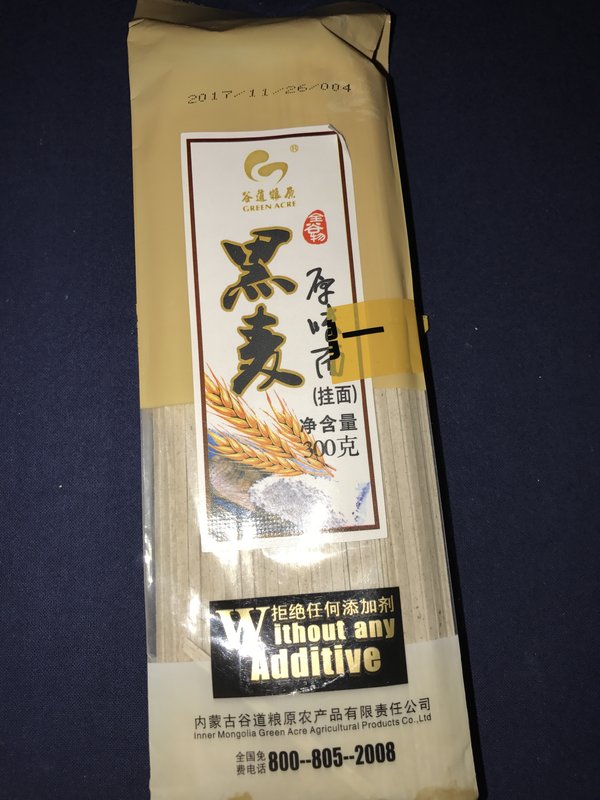 2017/11/26/004
®
谷道粮原
GREEN ACRE
全谷物
黑麦
原
(挂面)
净含量
300克
拒绝任何添加剂
Without any
Additive
内蒙古谷道粮原农产品有限责任公司
Inner Mongolia Green Acre Agricultural Products Co.,Ltd
全国免
费电话
800--805--2008